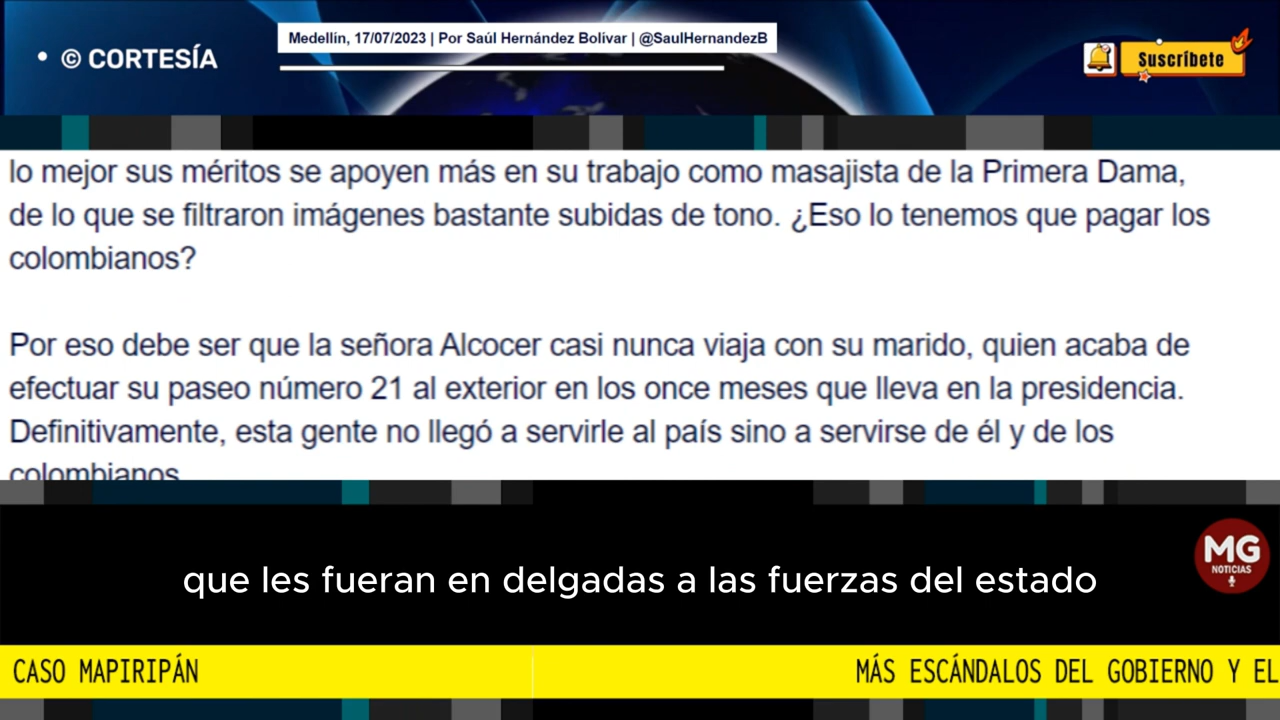 Medellín, 17/07/2023 | Por Saúl Hernández Bolívar | @SaulHernandezB
• © CORTESÍA
Suscríbete
lo mejor sus méritos se apoyen más en su trabajo como masajista de la Primera Dama,
de lo que se filtraron imágenes bastante subidas de tono. ¿Eso lo tenemos que pagar los
colombianos?
Por eso debe ser que la señora Alcocer casi nunca viaja con su marido, quien acaba de
efectuar su paseo número 21 al exterior en los once meses que lleva en la presidencia.
Definitivamente, esta gente no llegó a servirle al país sino a servirse de él y de los
colombianos
MG
NOTICIAS
que les fueran en delgadas a las fuerzas del estado
CASO MAPIRIPÁN
MÁS ESCÁNDALOS DEL GOBIERNO Y EL